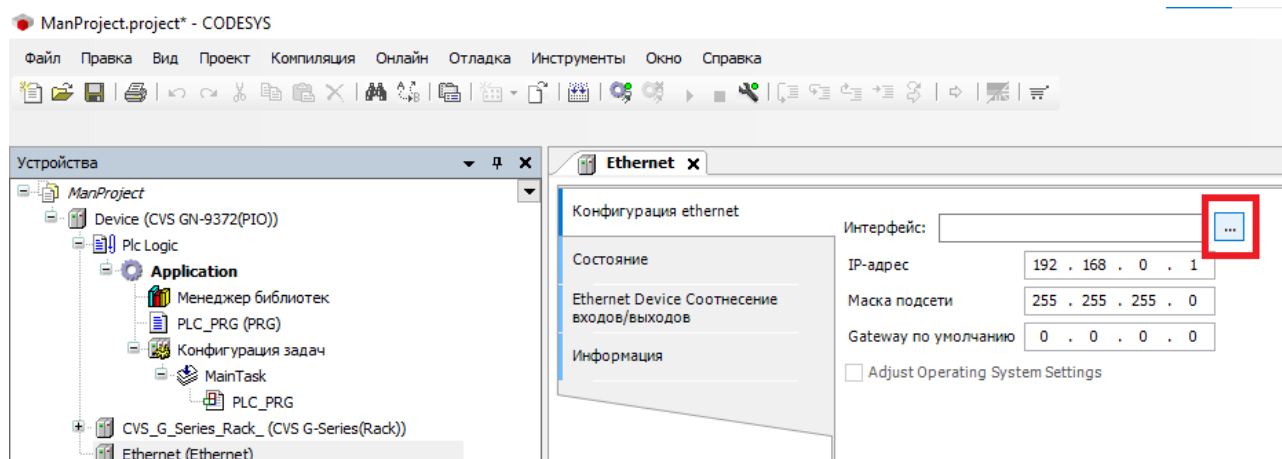 ManProject.project* - CODESYS
Файл Правка Вид Проект Компиляция Онлайн Отладка Инструменты Окно Справка
Устройства
ManProject
Device (CVS GN-9372(PIO))
Plc Logic
Application
Менеджер библиотек
PLC_PRG (PRG)
Конфигурация задач
MainTask
PLC_PRG
CVS_G_Series_Rack_ (CVS G-Series(Rack))
Ethernet (Ethernet)
Ethernet
Конфигурация ethernet
Состояние
Ethernet Device Соотнесение
входов/выходов
Информация
Интерфейс: ...
IP-адрес 192 . 168 . 0 . 1
Маска подсети 255 . 255 . 255 . 0
Gateway по умолчанию 0 . 0 . 0 . 0
Adjust Operating System Settings